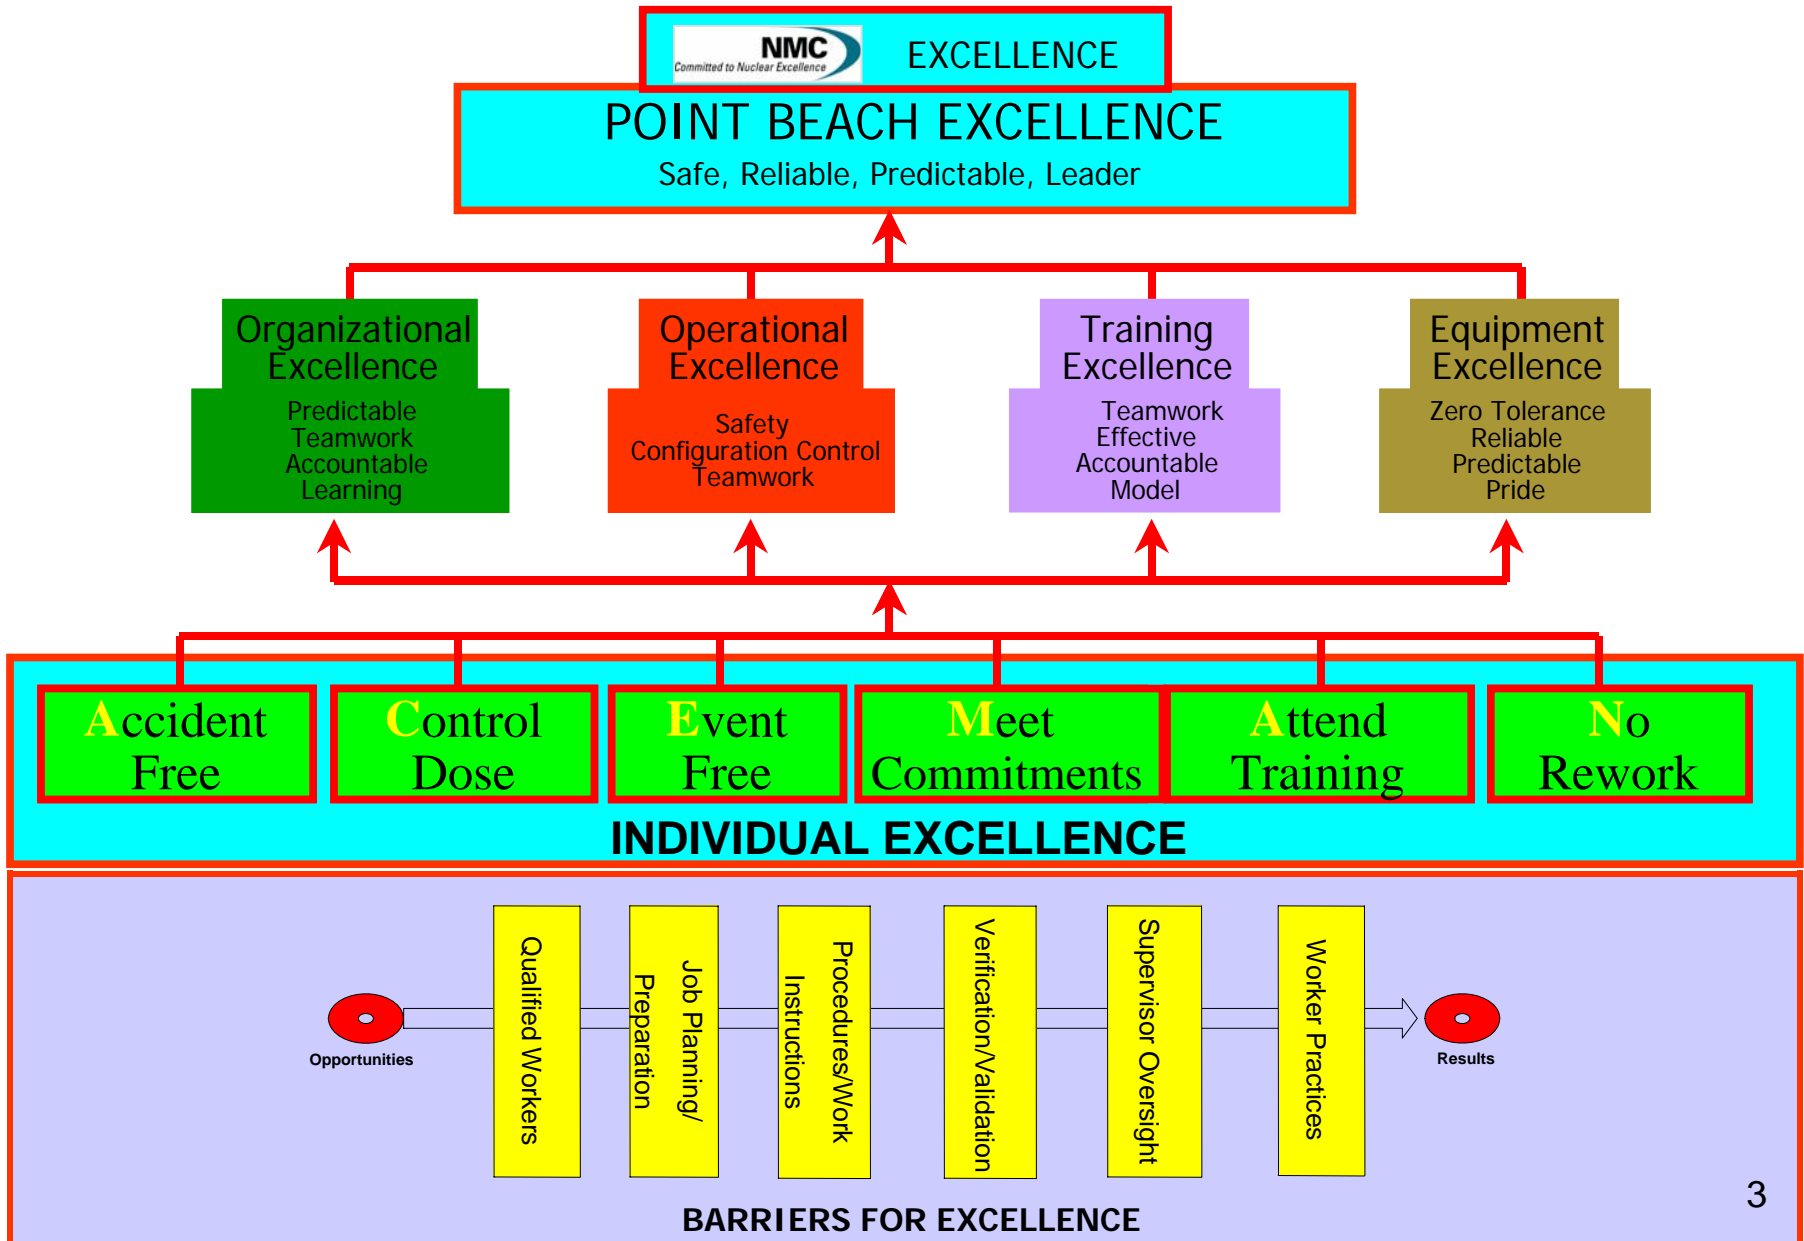 NMC
Committed to Nuclear Excellence
EXCELLENCE
POINT BEACH EXCELLENCE
Safe, Reliable, Predictable, Leader
Organizational
Excellence
Predictable
Teamwork
Accountable
Learning
Operational
Excellence
Safety
Configuration Control
Teamwork
Training
Excellence
Teamwork
Effective
Accountable
Model
Equipment
Excellence
Zero Tolerance
Reliable
Predictable
Pride
Accident
Free
Control
Dose
Event
Free
Meet
Commitments
Attend
Training
No
Rework
INDIVIDUAL EXCELLENCE
Opportunities
Qualified Workers
Job Planning/
Preparation
Procedures/Work
Instructions
Verification/Validation
Supervisor Oversight
Worker Practices
Results
BARRIERS FOR EXCELLENCE
3